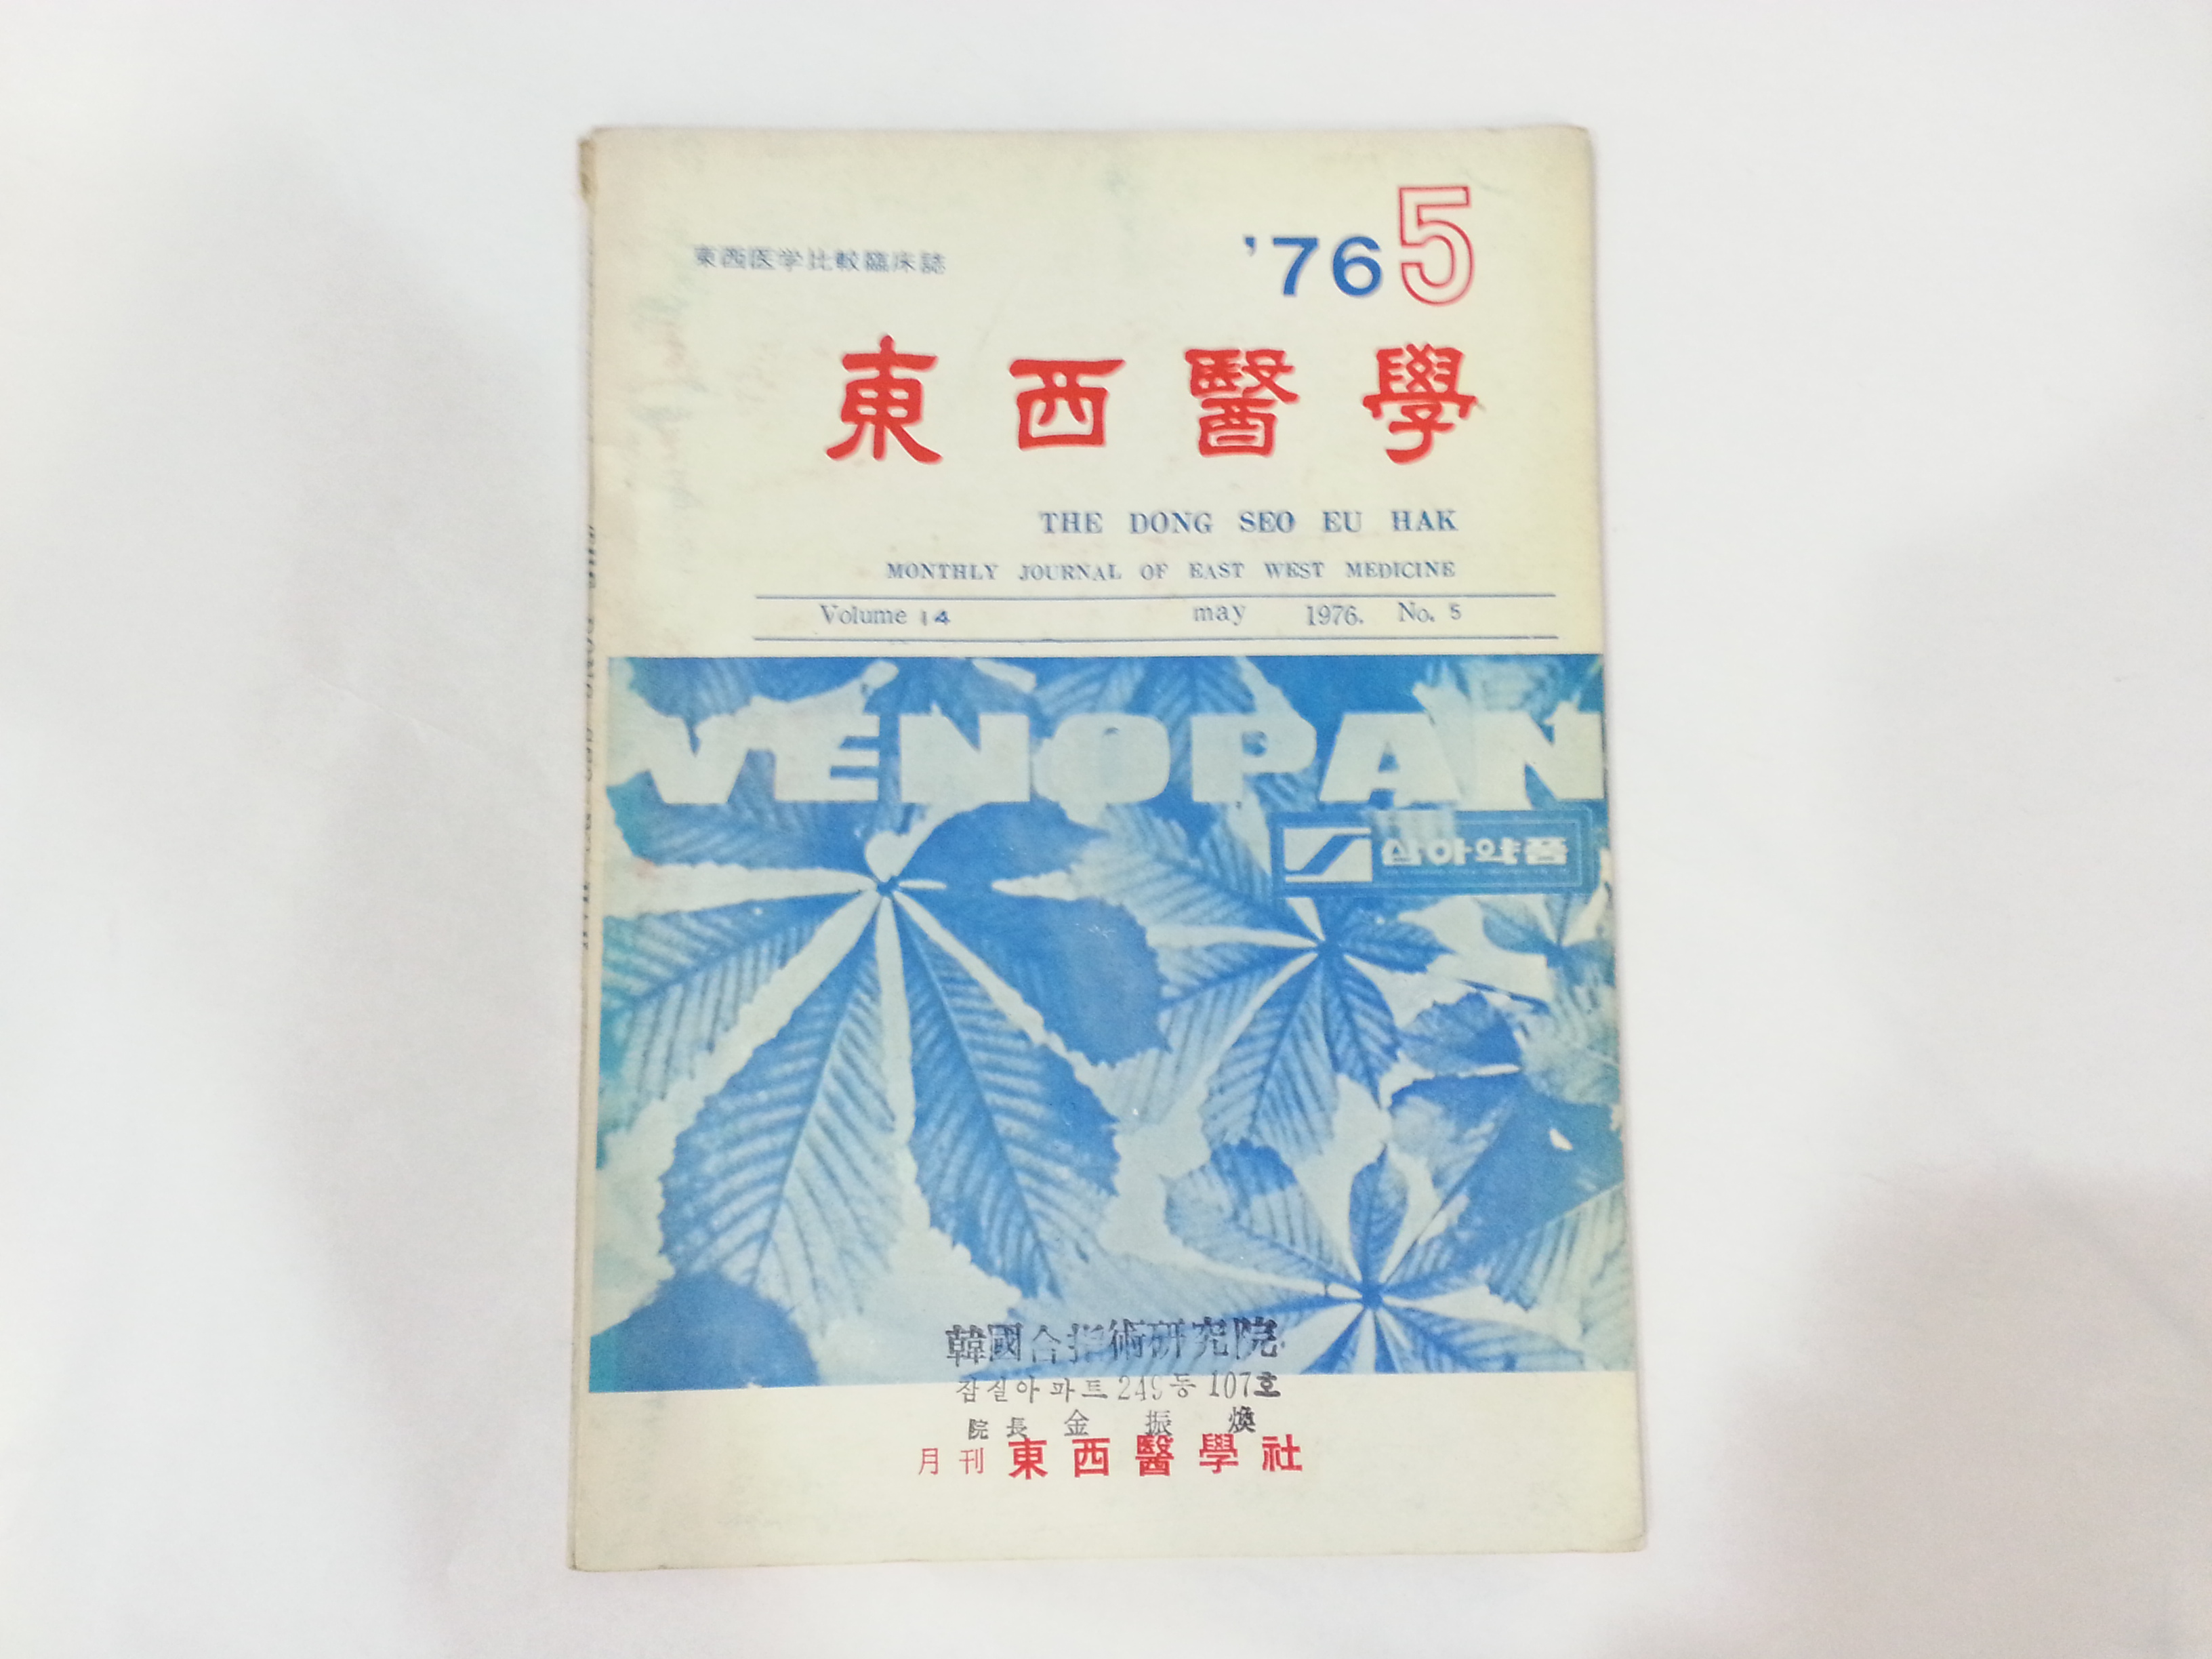 東西医学比較臨床誌
'76 5
東西醫學
THE DONG SEO EU HAK
MONTHLY JOURNAL OF EAST WEST MEDICINE
Volume 14 may 1976. No. 5
VENOPAN
삼아약품
韓國合指術研究院
잠실아파트 249동 107호
院長 金振煥
月刊 東西醫學社